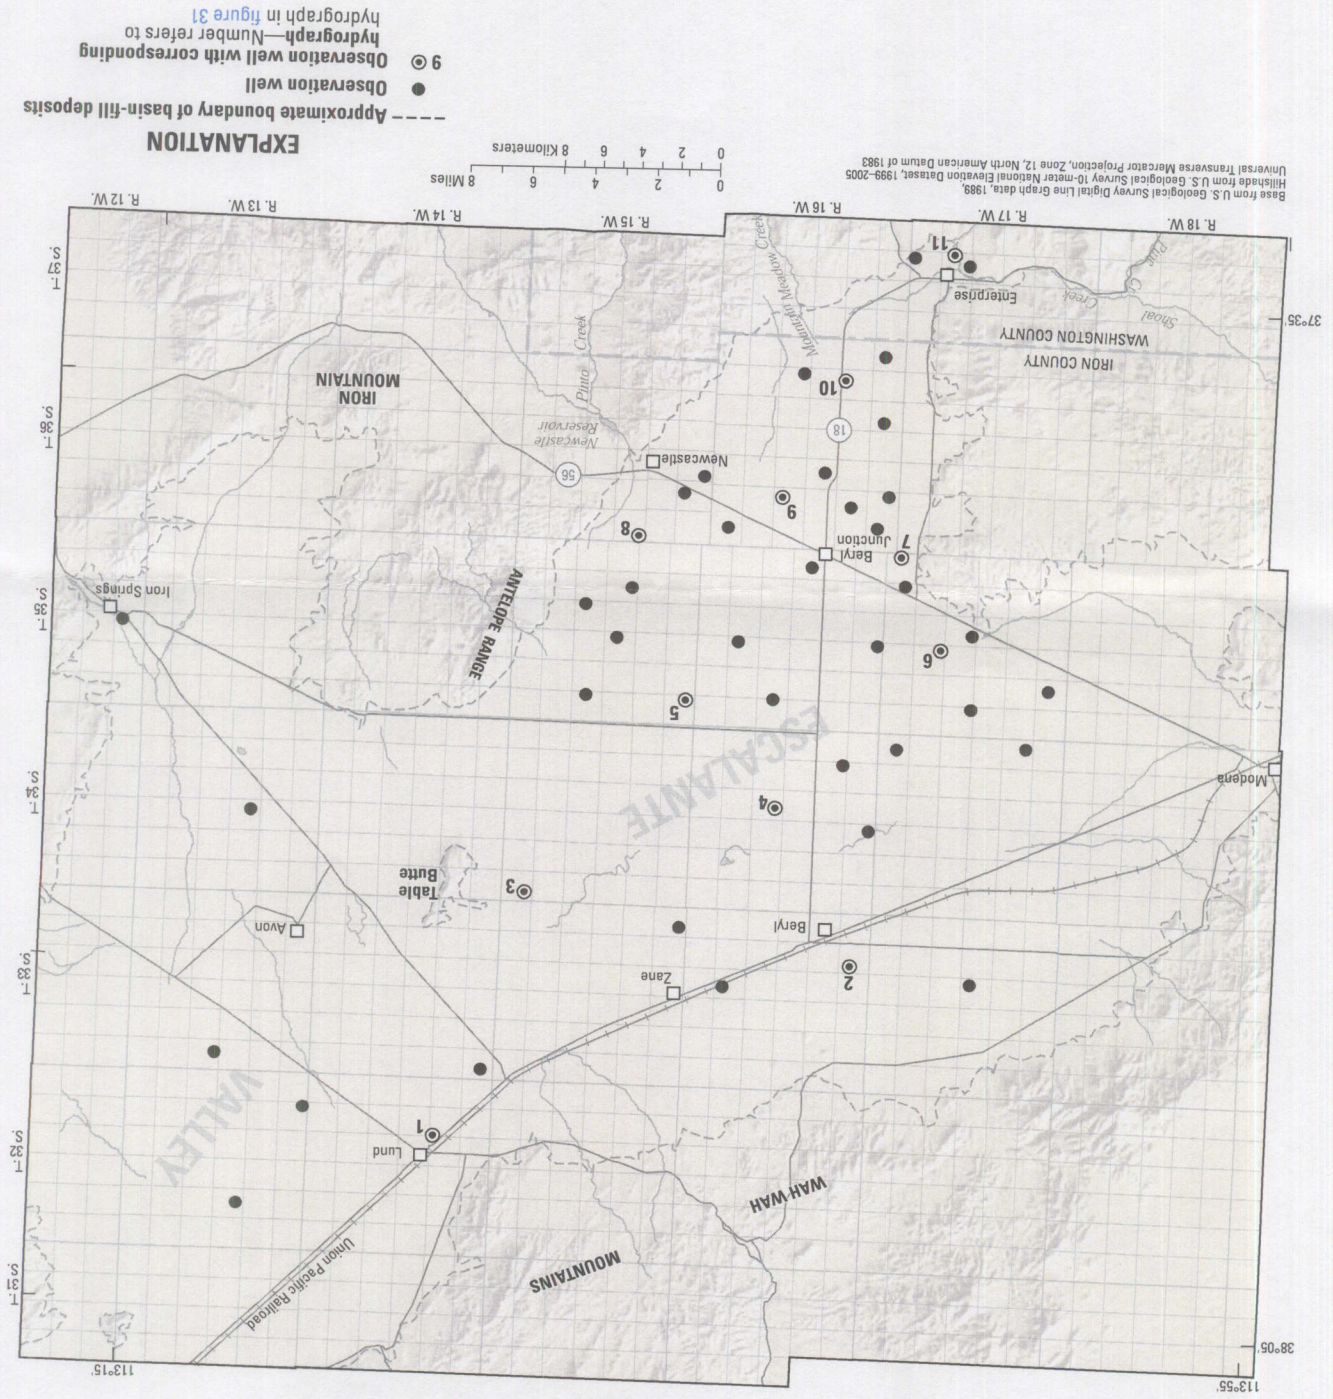 113°55'
113°15'
38°05'
T.
31
S.
MOUNTAINS
Union Pacific Railroad
WAH WAH
T.
32
S.
Lund
1
VALLEY
Zane
2
T.
33
S.
Beryl
Avon
3
Table
Butte
4
T.
34
S.
Modena
ESCALANTE
5
6
ANTELOPE RANGE
T.
35
S.
Iron Springs
7
Beryl
Junction
8
9
56
Newcastle
18
Newcastle
Reservoir
T.
36
S.
10
IRON
MOUNTAIN
IRON COUNTY
WASHINGTON COUNTY
Mountain Meadow Creek
Pinto Creek
37°35'
Shoal
Creek
Enterprise
Pine
Cr
11
T.
37
S.
R. 18 W.
R. 17 W.
R. 16 W.
R. 15 W.
R. 14 W.
R. 13 W.
R. 12 W.
Base from U.S. Geological Survey Digital Line Graph data, 1989,
Hillshade from U.S. Geological Survey 10-meter National Elevation Dataset, 1999–2005
Universal Transverse Mercator Projection, Zone 12, North American Datum of 1983
0 2 4 6 8 Miles
0 2 4 6 8 Kilometers
EXPLANATION
Approximate boundary of basin-fill deposits
Observation well
9 Observation well with corresponding
hydrograph—Number refers to
hydrograph in figure 31